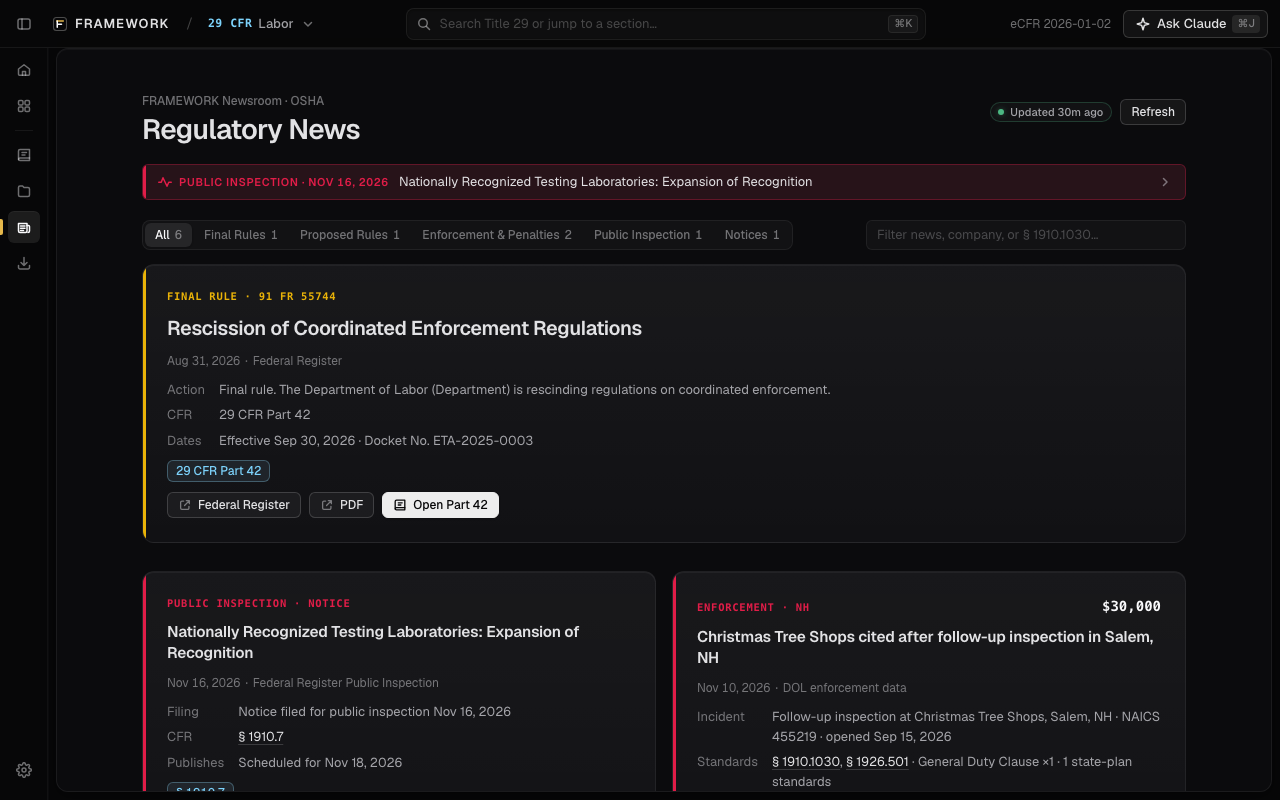 FRAMEWORK / 29 CFR Labor
Search Title 29 or jump to a section… ⌘K
eCFR 2026-01-02
Ask Claude ⌘J
FRAMEWORK Newsroom · OSHA
Regulatory News
Updated 30m ago
Refresh
PUBLIC INSPECTION · NOV 16, 2026 Nationally Recognized Testing Laboratories: Expansion of Recognition
All 6 Final Rules 1 Proposed Rules 1 Enforcement & Penalties 2 Public Inspection 1 Notices 1
Filter news, company, or § 1910.1030…
FINAL RULE · 91 FR 55744
Rescission of Coordinated Enforcement Regulations
Aug 31, 2026 · Federal Register
Action Final rule. The Department of Labor (Department) is rescinding regulations on coordinated enforcement.
CFR 29 CFR Part 42
Dates Effective Sep 30, 2026 · Docket No. ETA-2025-0003
29 CFR Part 42
Federal Register PDF Open Part 42
PUBLIC INSPECTION · NOTICE
Nationally Recognized Testing Laboratories: Expansion of
Recognition
Nov 16, 2026 · Federal Register Public Inspection
Filing Notice filed for public inspection Nov 16, 2026
CFR § 1910.7
Publishes Scheduled for Nov 18, 2026
§ 1910.7
ENFORCEMENT · NH
$30,000
Christmas Tree Shops cited after follow-up inspection in Salem,
NH
Nov 10, 2026 · DOL enforcement data
Incident Follow-up inspection at Christmas Tree Shops, Salem, NH · NAICS
455219 · opened Sep 15, 2026
Standards § 1910.1030, § 1926.501 · General Duty Clause ×1 · 1 state-plan
standards